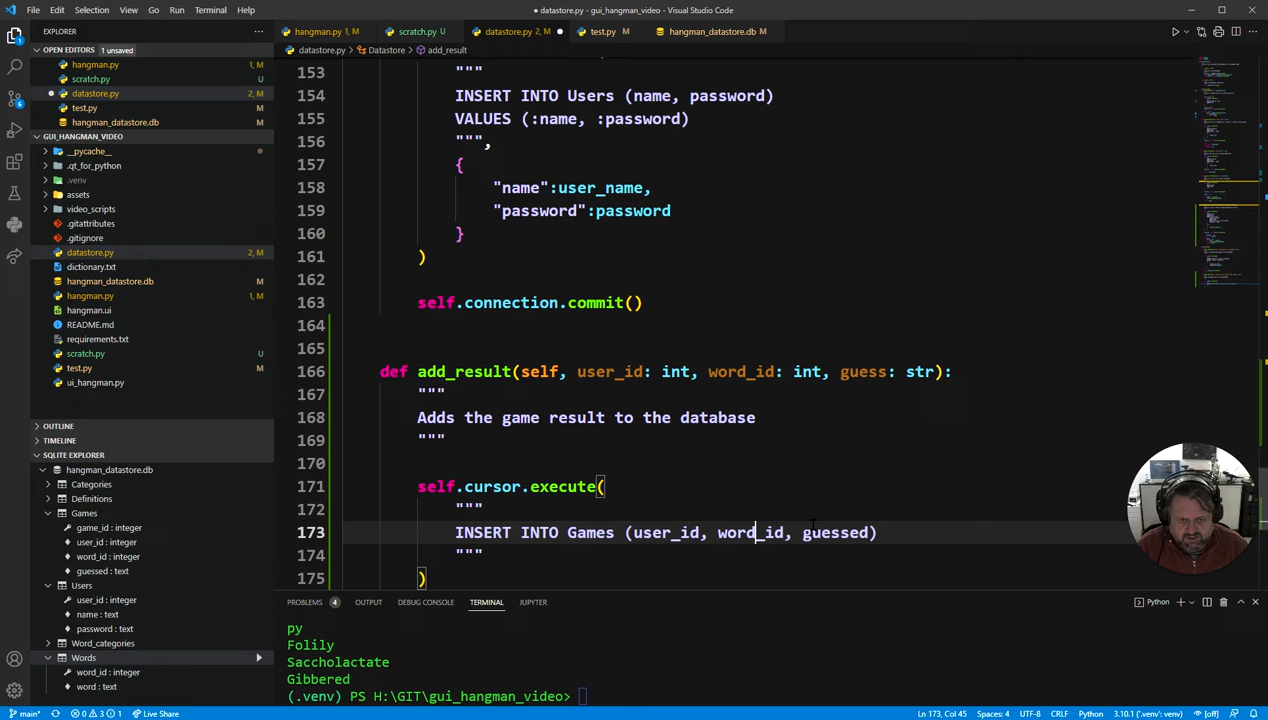 File Edit Selection View Go Run Terminal Help
● datastore.py - gui_hangman_video - Visual Studio Code
EXPLORER ···
hangman.py 1, M scratch.py U datastore.py 2, M ● test.py M hangman_datastore.db M
datastore.py > Datastore > add_result
OPEN EDITORS 1 unsaved
hangman.py 1, M
scratch.py U
● datastore.py 2, M
test.py M
hangman_datastore.db M
GUI_HANGMAN_VIDEO
__pycache__
.qt_for_python
.venv
assets
video_scripts
.gitattributes
.gitignore
datastore.py 2, M
dictionary.txt
hangman_datastore.db M
hangman.py 1, M
hangman.ui
README.md
requirements.txt
scratch.py U
test.py M
ui_hangman.py
OUTLINE
TIMELINE
SQLITE EXPLORER
hangman_datastore.db
Categories
Definitions
Games
game_id : integer
user_id : integer
word_id : integer
guessed : text
Users
user_id : integer
name : text
password : text
Word_categories
Words
word_id : integer
word : text
153 """
154 INSERT INTO Users (name, password)
155 VALUES (:name, :password)
156 """,
157 {
158 "name":user_name,
159 "password":password
160 }
161 )
162
163 self.connection.commit()
164
165
166 def add_result(self, user_id: int, word_id: int, guess: str):
167 """
168 Adds the game result to the database
169 """
170
171 self.cursor.execute(
172 """
173 INSERT INTO Games (user_id, word_id, guessed)
174 """
175 )
PROBLEMS 4 OUTPUT DEBUG CONSOLE TERMINAL JUPYTER
Python
py
Folily
Saccholactate
Gibbered
(.venv) PS H:\GIT\gui_hangman_video>
main* 0 3 1 Live Share
Ln 173, Col 45 Spaces: 4 UTF-8 CRLF Python 3.10.1 ('.venv': venv) [off]